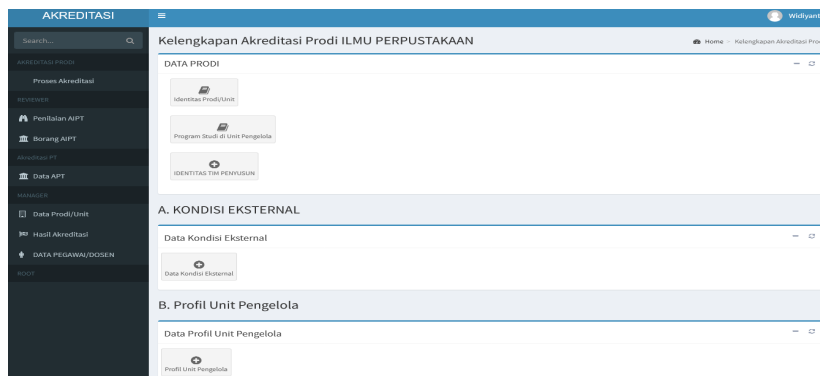 AKREDITASI
Widiyant
Search...
AKREDITASI PRODI
Proses Akreditasi
REVIEWER
Penilaian AIPT
Borang AIPT
Akreditasi PT
Data APT
MANAGER
Data Prodi/Unit
Hasil Akreditasi
DATA PEGAWAI/DOSEN
ROOT
Kelengkapan Akreditasi Prodi ILMU PERPUSTAKAAN
Home > Kelengkapan Akreditasi Prod
DATA PRODI
Identitas Prodi/Unit
Program Studi di Unit Pengelola
IDENTITAS TIM PENYUSUN
A. KONDISI EKSTERNAL
Data Kondisi Eksternal
Data Kondisi Eksternal
B. Profil Unit Pengelola
Data Profil Unit Pengelola
Profil Unit Pengelola